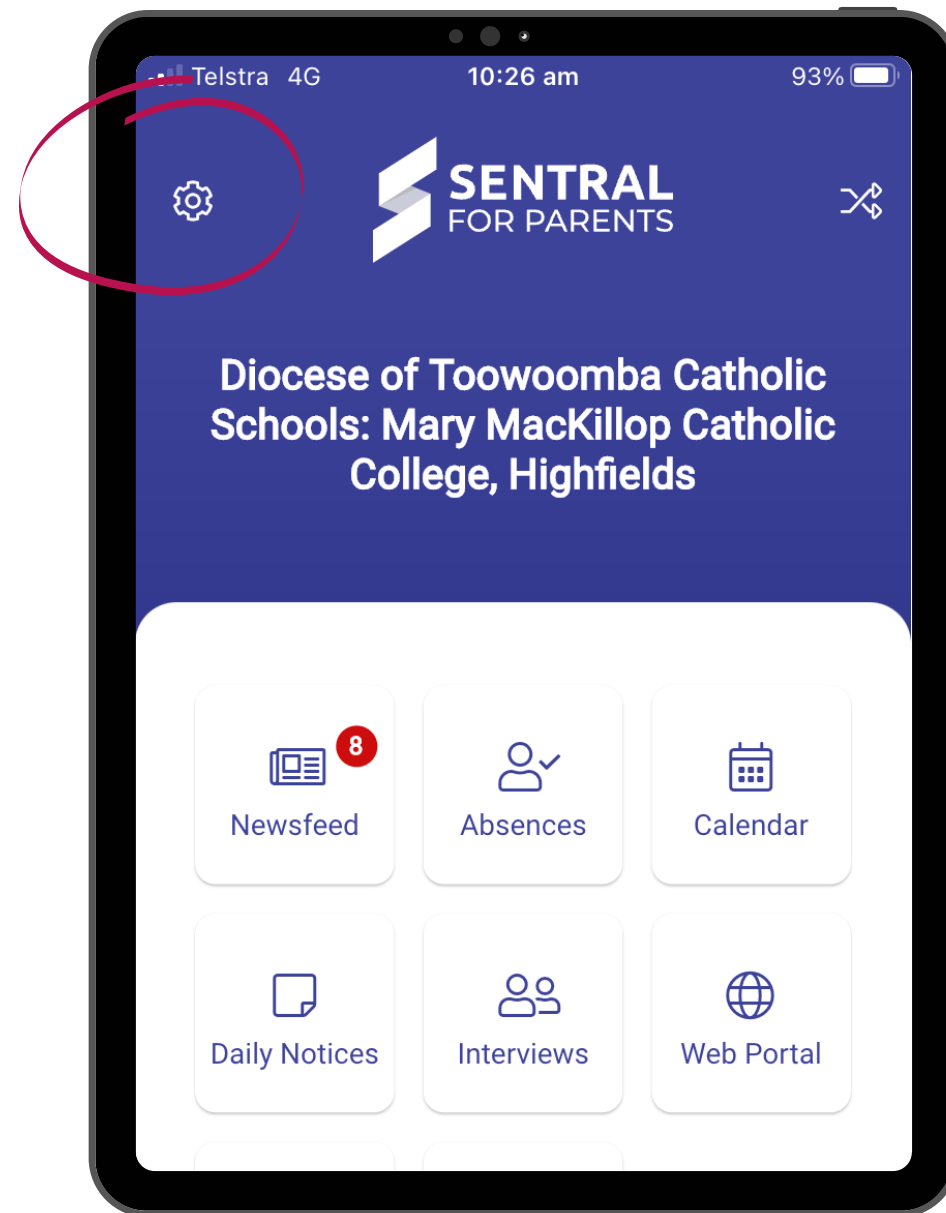 Telstra 4G 10:26 am 93%
SENTRAL
FOR PARENTS
Diocese of Toowoomba Catholic
Schools: Mary MacKillop Catholic
College, Highfields
8
Newsfeed Absences Calendar
Daily Notices Interviews Web Portal